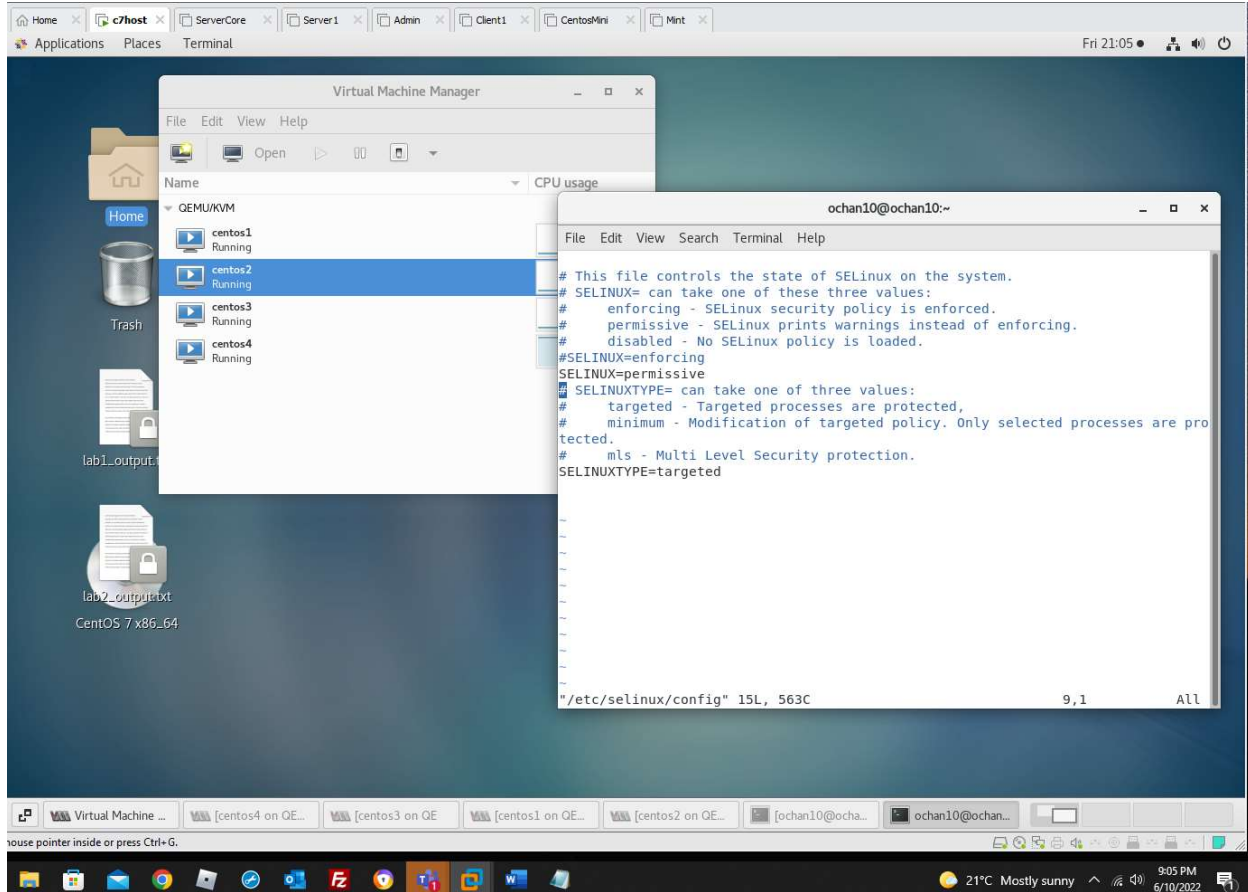 Home
c7host
ServerCore
Server1
Admin
Client1
CentosMini
Mint
Applications Places Terminal
Fri 21:05
Virtual Machine Manager
File Edit View Help
Open
Name
CPU usage
QEMU/KVM
centos1
Running
centos2
Running
centos3
Running
centos4
Running
Home
Trash
lab1_output.t
lab2_output.txt
CentOS 7 x86_64
ochan10@ochan10:~
File Edit View Search Terminal Help
# This file controls the state of SELinux on the system.
# SELINUX= can take one of these three values:
#     enforcing - SELinux security policy is enforced.
#     permissive - SELinux prints warnings instead of enforcing.
#     disabled - No SELinux policy is loaded.
#SELINUX=enforcing
SELINUX=permissive
# SELINUXTYPE= can take one of three values:
#     targeted - Targeted processes are protected,
#     minimum - Modification of targeted policy. Only selected processes are pro
tected.
#     mls - Multi Level Security protection.
SELINUXTYPE=targeted
~
~
~
~
~
~
~
~
~
~
~
"/etc/selinux/config" 15L, 563C 9,1 All
Virtual Machine ...
[centos4 on QE...
[centos3 on QE
[centos1 on QE...
[centos2 on QE...
[ochan10@ocha...
ochan10@ochan...
nouse pointer inside or press Ctrl+G.
21°C Mostly sunny
9:05 PM
6/10/2022